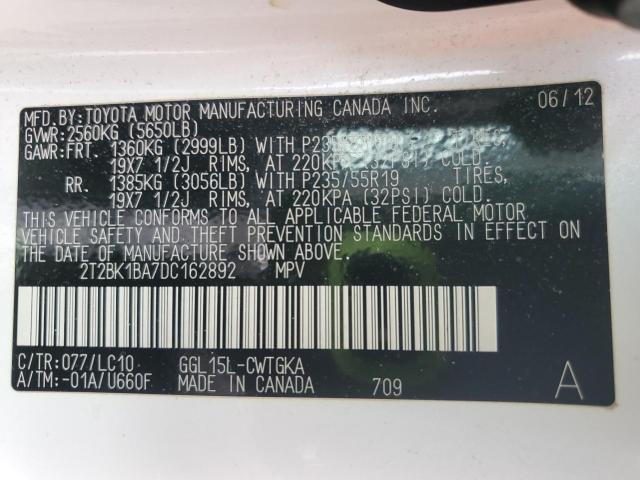 MFD. BY: TOYOTA MOTOR MANUFACTURING CANADA INC. 06/12
GVWR: 2560KG (5650LB)
GAWR: FRT. 1360KG (2999LB) WITH
19X7 1/2J RIMS, AT 220KPA (32PSI) COLD.
RR. 1385KG (3056LB) WITH P235/55R19 TIRES,
19X7 1/2J RIMS, AT 220KPA (32PSI) COLD.
THIS VEHICLE CONFORMS TO ALL APPLICABLE FEDERAL MOTOR
VEHICLE SAFETY AND THEFT PREVENTION STANDARDS IN EFFECT ON
THE DATE OF MANUFACTURE SHOWN ABOVE.
2T2BK1BA7DC162892 MPV
C/TR: 077/LC10 GGL15L-CWTGKA
A/TM: -01A/U660F MADE IN CANADA 709 A